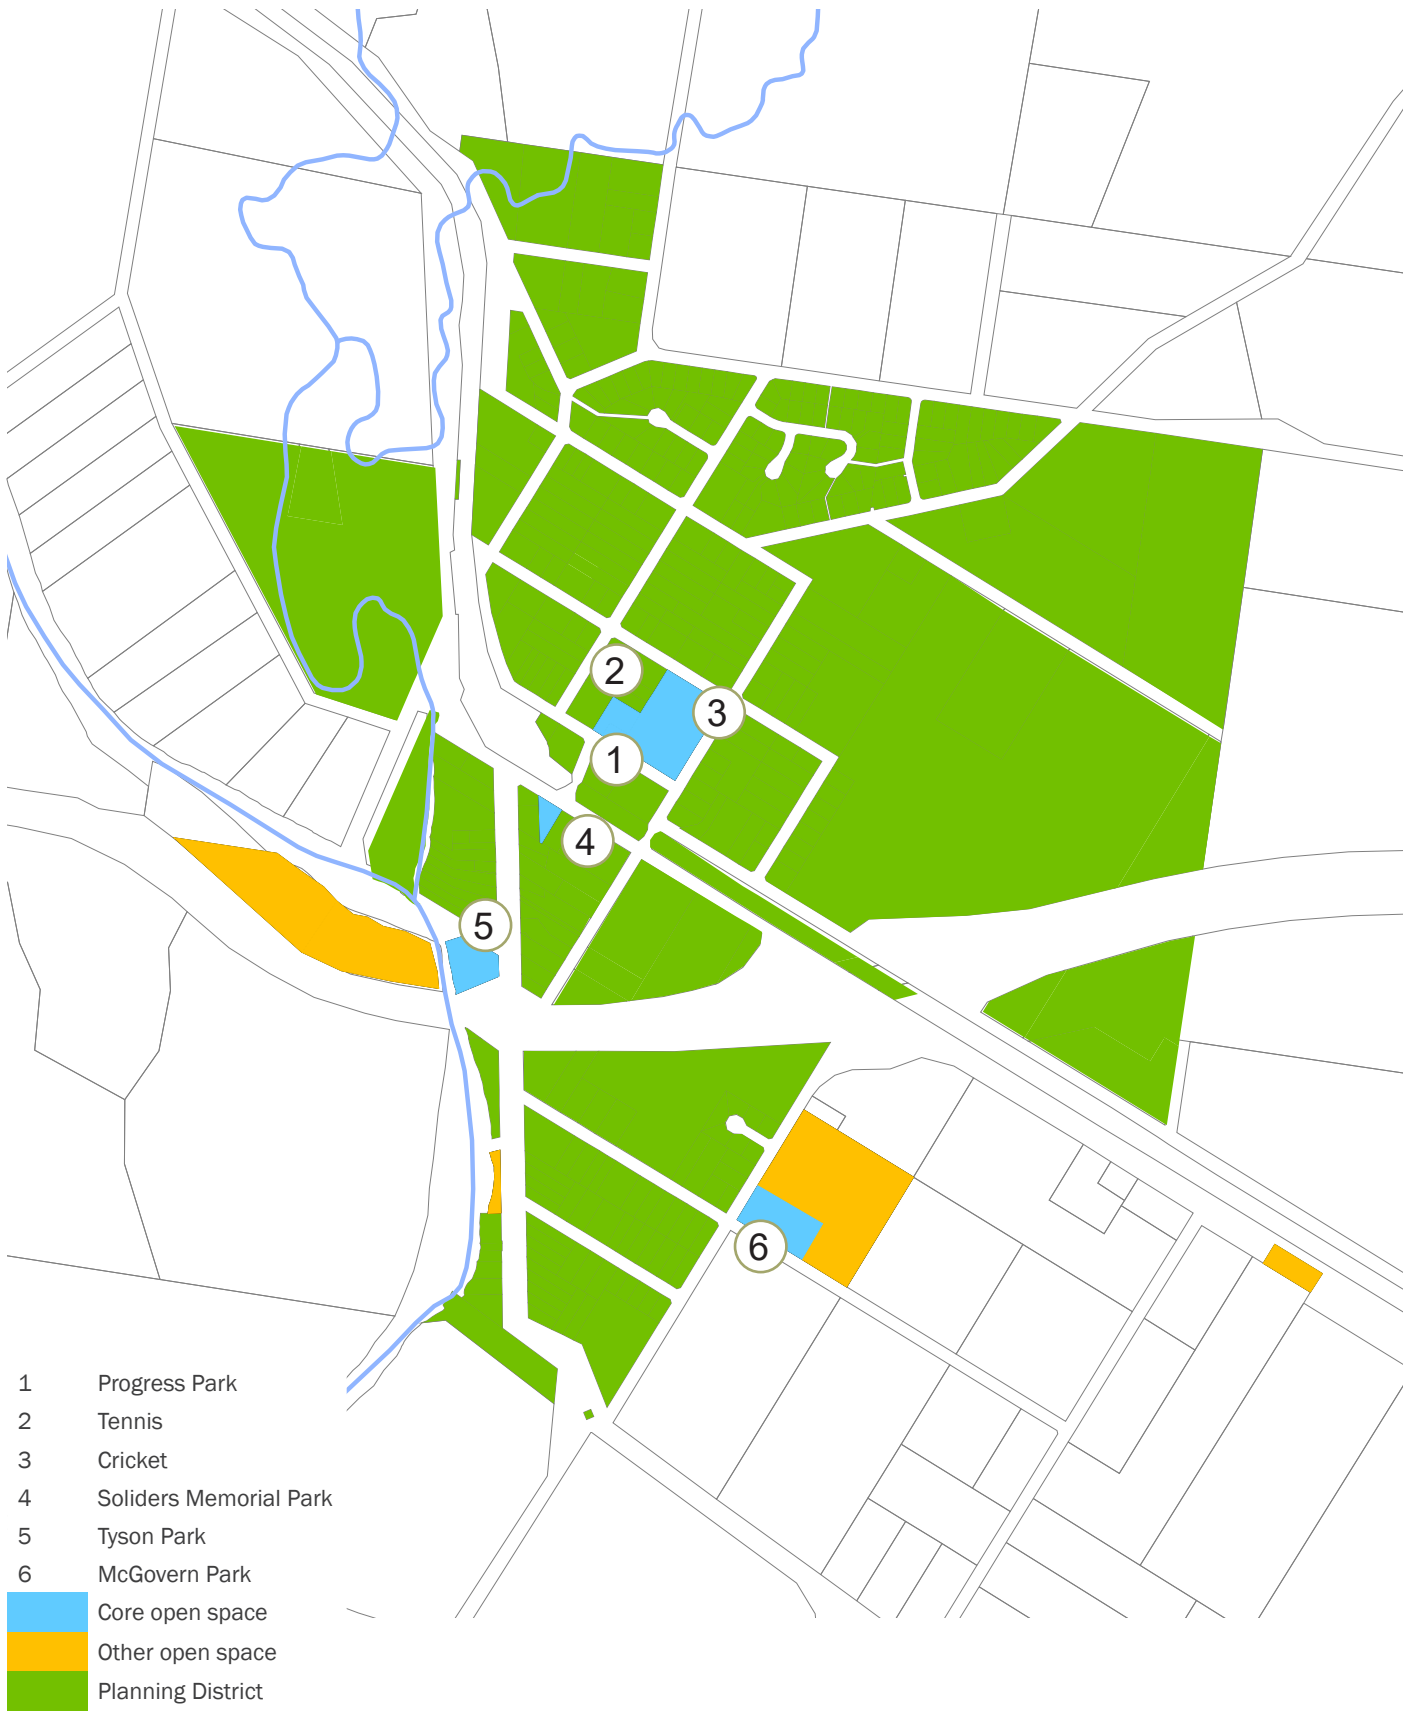 2
3
1
4
5
6
1 Progress Park
2 Tennis
3 Cricket
4 Soliders Memorial Park
5 Tyson Park
6 McGovern Park
Core open space
Other open space
Planning District